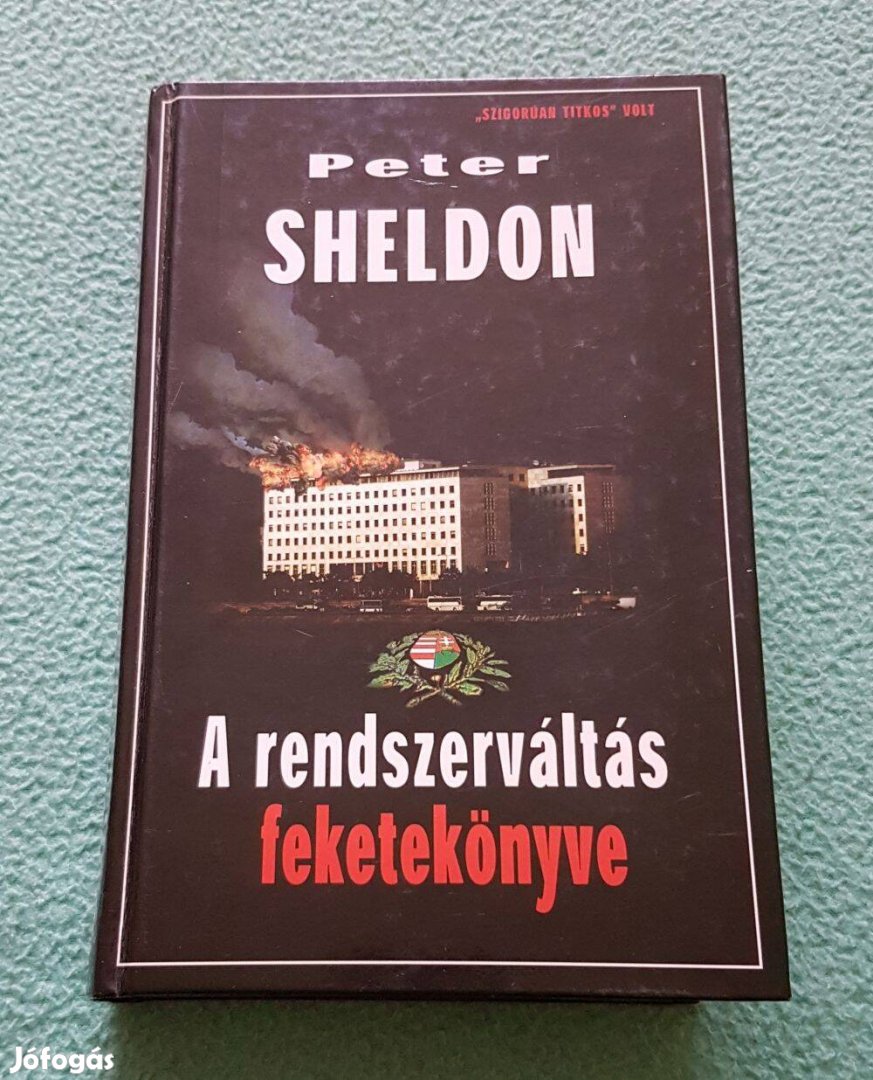 „SZIGORÚAN TITKOS” VOLT
Peter
SHELDON
A rendszerváltás
feketekönyve
Jófogás